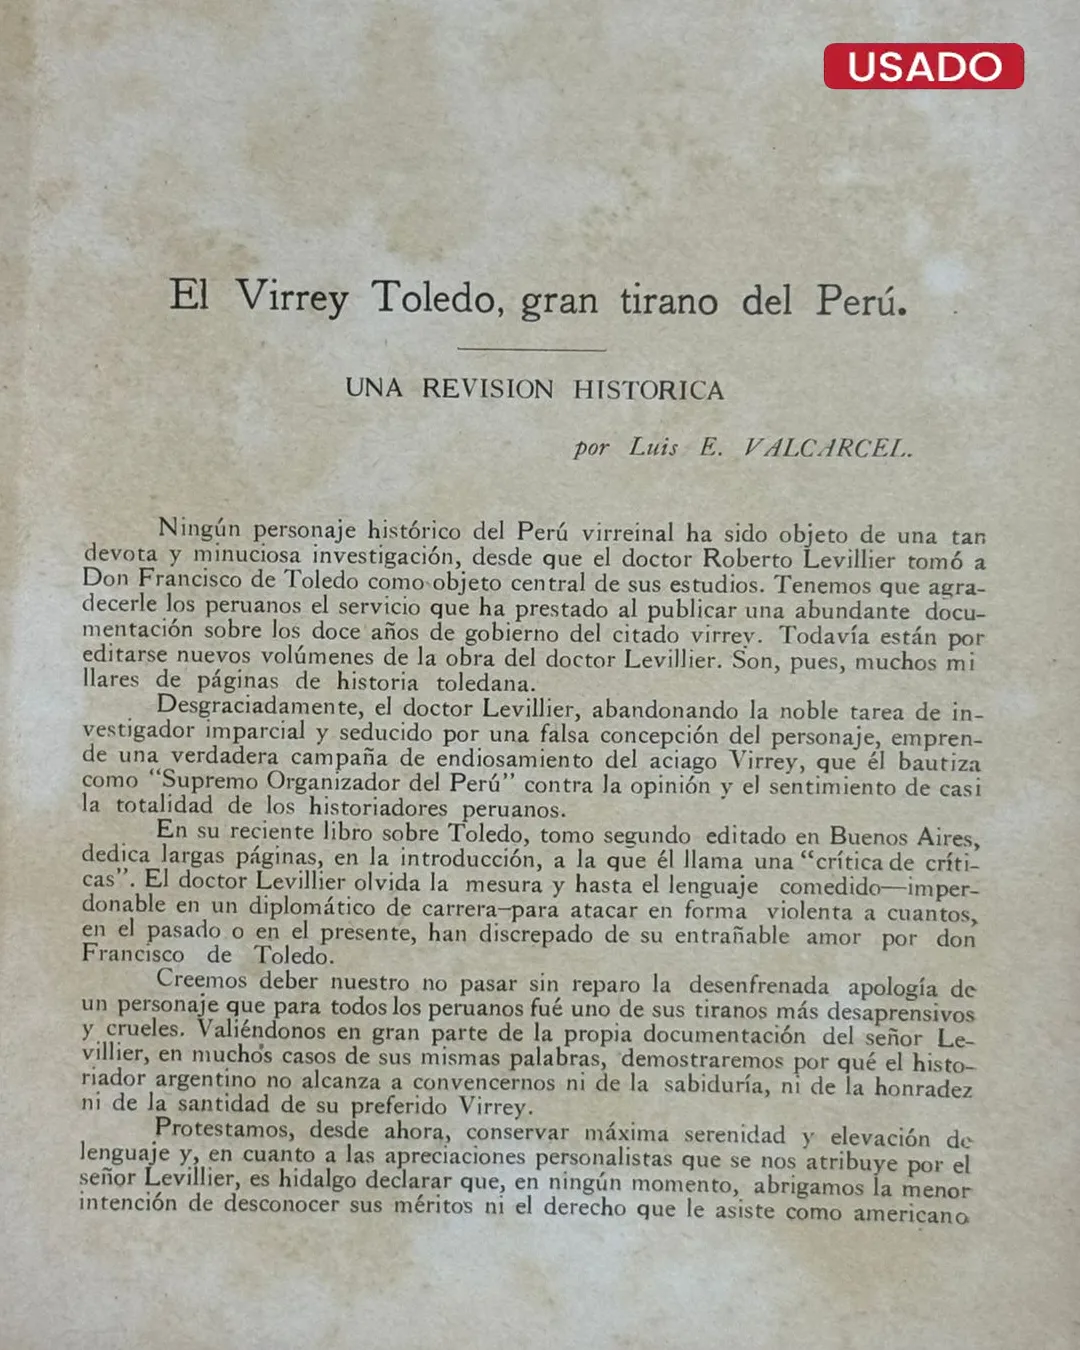 USADO
El Virrey Toledo, gran tirano del Perú.
UNA REVISION HISTORICA
por Luis E. VALCARCEL.
Ningún personaje histórico del Perú virreinal ha sido objeto de una tan
devota y minuciosa investigación, desde que el doctor Roberto Levillier tomó a
Don Francisco de Toledo como objeto central de sus estudios. Tenemos que agra-
decerle los peruanos el servicio que ha prestado al publicar una abundante docu-
mentación sobre los doce años de gobierno del citado virrey. Todavía están por
editarse nuevos volúmenes de la obra del doctor Levillier. Son, pues, muchos mi
llares de páginas de historia toledana.
Desgraciadamente, el doctor Levillier, abandonando la noble tarea de in-
vestigador imparcial y seducido por una falsa concepción del personaje, empren-
de una verdadera campaña de endiosamiento del aciago Virrey, que él bautiza
como “Supremo Organizador del Perú” contra la opinión y el sentimiento de casi
la totalidad de los historiadores peruanos.
En su reciente libro sobre Toledo, tomo segundo editado en Buenos Aires,
dedica largas páginas, en la introducción, a la que él llama una “crítica de críti-
cas”. El doctor Levillier olvida la mesura y hasta el lenguaje comedido—imper-
donable en un diplomático de carrera—para atacar en forma violenta a cuantos,
en el pasado o en el presente, han discrepado de su entrañable amor por don
Francisco de Toledo.
Creemos deber nuestro no pasar sin reparo la desenfrenada apología de
un personaje que para todos los peruanos fué uno de sus tiranos más desaprensivos
y crueles. Valiéndonos en gran parte de la propia documentación del señor Le-
villier, en muchos casos de sus mismas palabras, demostraremos por qué el histo-
riador argentino no alcanza a convencernos ni de la sabiduría, ni de la honradez
ni de la santidad de su preferido Virrey.
Protestamos, desde ahora, conservar máxima serenidad y elevación de
lenguaje y, en cuanto a las apreciaciones personalistas que se nos atribuye por el
señor Levillier, es hidalgo declarar que, en ningún momento, abrigamos la menor
intención de desconocer sus méritos ni el derecho que le asiste como americano